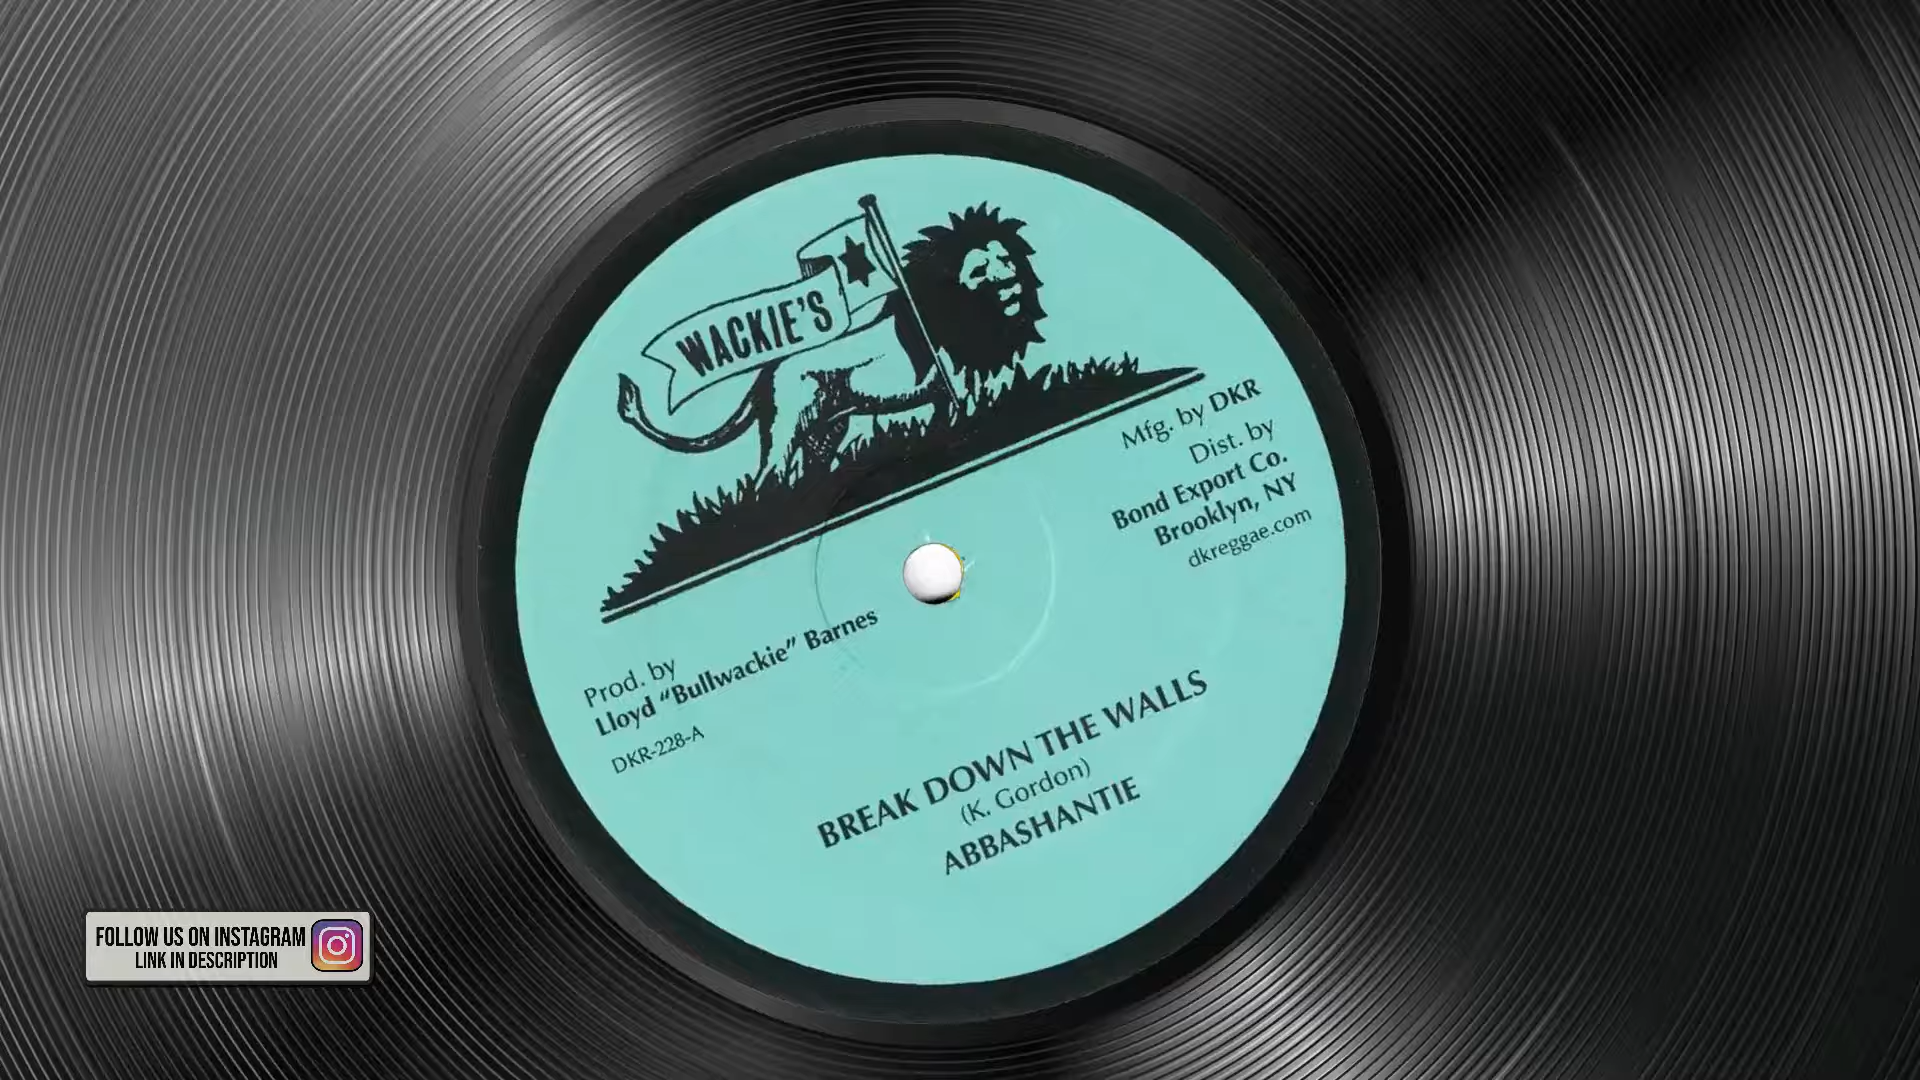 WACKIE'S
Mfg. by DKR
Dist. by
Bond Export Co.
Brooklyn, NY
dkreggae.com
Prod. by
Lloyd “Bullwackie” Barnes
DKR-228-A
BREAK DOWN THE WALLS
(K. Gordon)
ABBASHANTIE
FOLLOW US ON INSTAGRAM
LINK IN DESCRIPTION